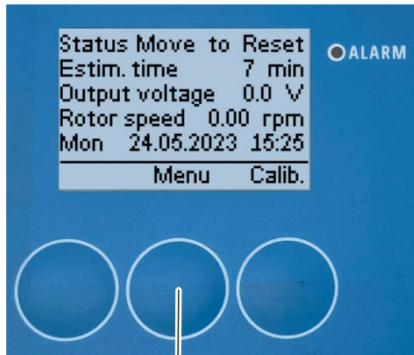 Status Move to Reset
Estim. time 7 min
Output voltage 0.0 V
Rotor speed 0.00 rpm
Mon 24.05.2023 15:25
Menu Calib.
ALARM